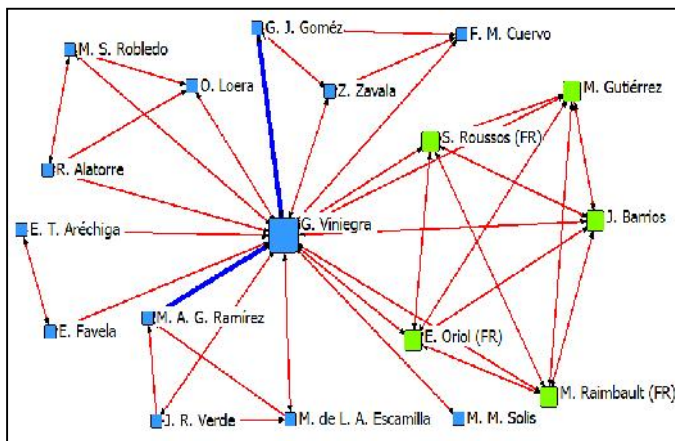 G. J. Goméz
F. M. Cuervo
M. S. Robledo
O. Loera
Z. Zavala
M. Gutiérrez
S. Roussos (FR)
R. Alatorre
G. Viniegra
J. Barrios
E. T. Aréchiga
E. Favela
M. A. G. Ramírez
E. Oriol (FR)
M. Raimbault (FR)
J. R. Verde
M. de L. A. Escamilla
M. M. Solis